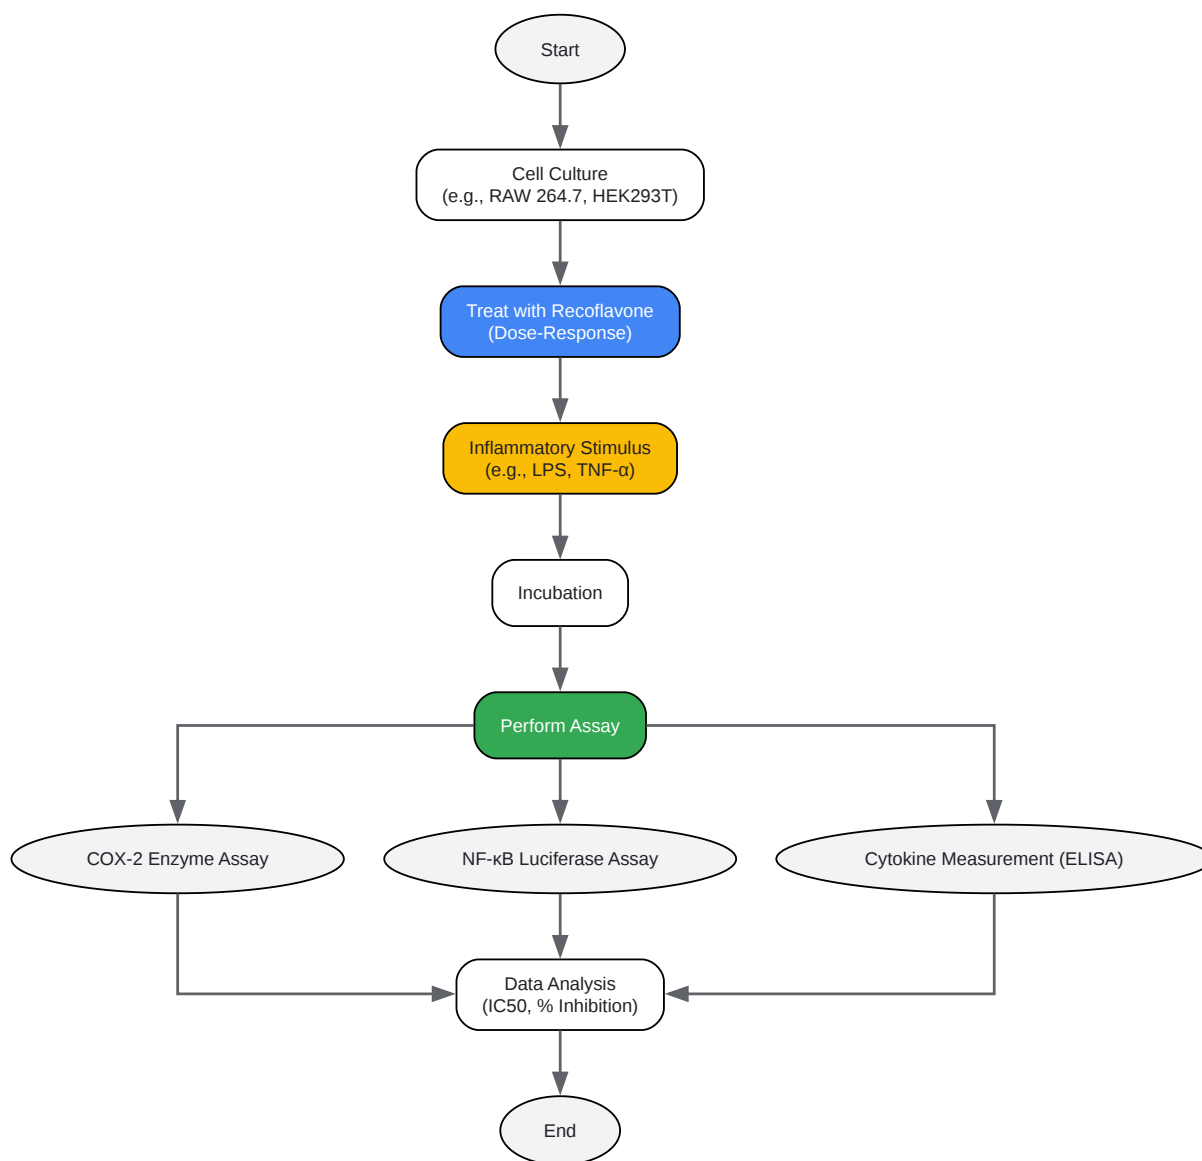 Start
Cell Culture
(e.g., RAW 264.7, HEK293T)
Treat with Recoflavone
(Dose-Response)
Inflammatory Stimulus
(e.g., LPS, TNF-α)
Incubation
Perform Assay
COX-2 Enzyme Assay
NF-κB Luciferase Assay
Cytokine Measurement (ELISA)
Data Analysis
(IC50, % Inhibition)
End